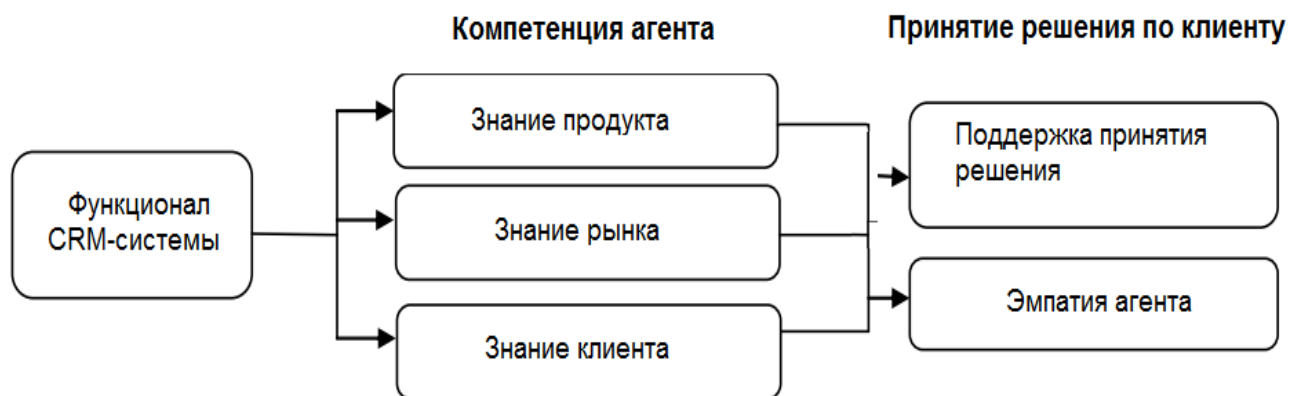 Компетенция агента
Принятие решения по клиенту
Функционал
CRM-системы
Знание продукта
Знание рынка
Знание клиента
Поддержка принятия
решения
Эмпатия агента